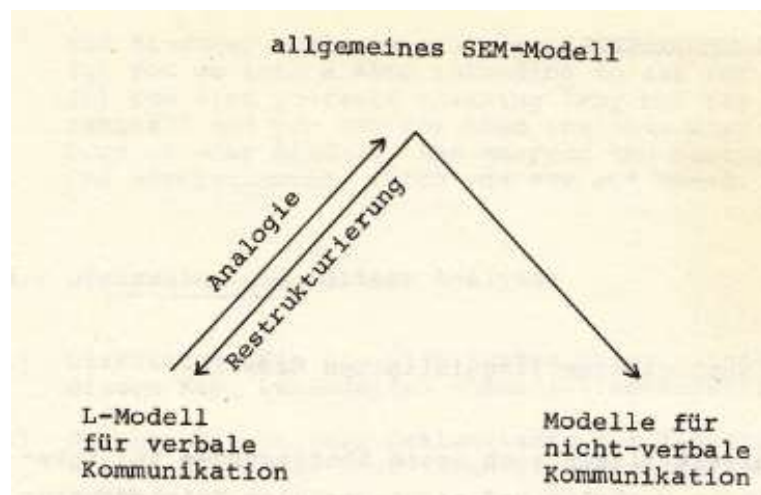 allgemeines SEM-Modell
Analogie
Restrukturierung
L-Modell
für verbale
Kommunikation
Modelle für
nicht-verbale
Kommunikation